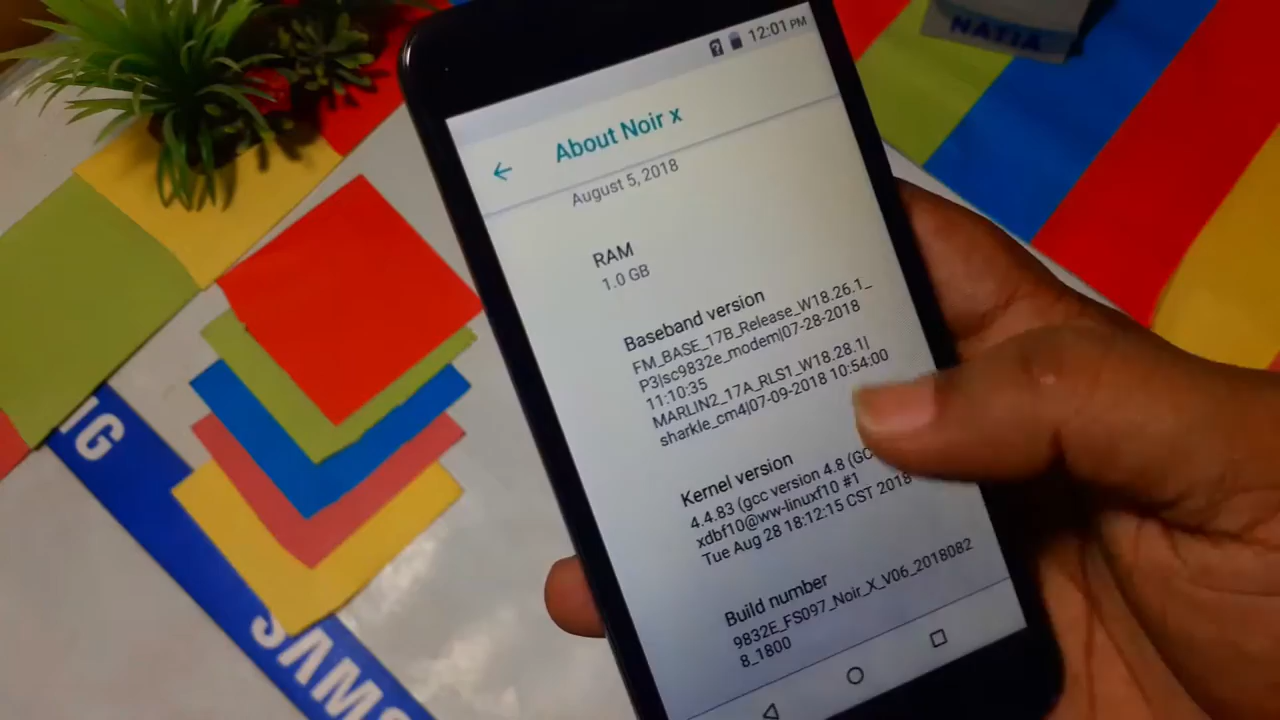 NATIA
12:01 PM
About Noir x
August 5, 2018
RAM
1.0 GB
Baseband version
FM_BASE_17B_Release_W18.26.1_
P3|sc9832e_modem|07-28-2018
11:10:35
MARLIN2_17A_RLS1_W18.28.1|
sharkle_cm4|07-09-2018 10:54:00
Kernel version
4.4.83 (gcc version 4.8 (GC
xdbf10@ww-linuxf10 #1
Tue Aug 28 18:12:15 CST 2018
Build number
9832E_FS097_Noir_X_V06_2018082
8_1800
NG
SAMS